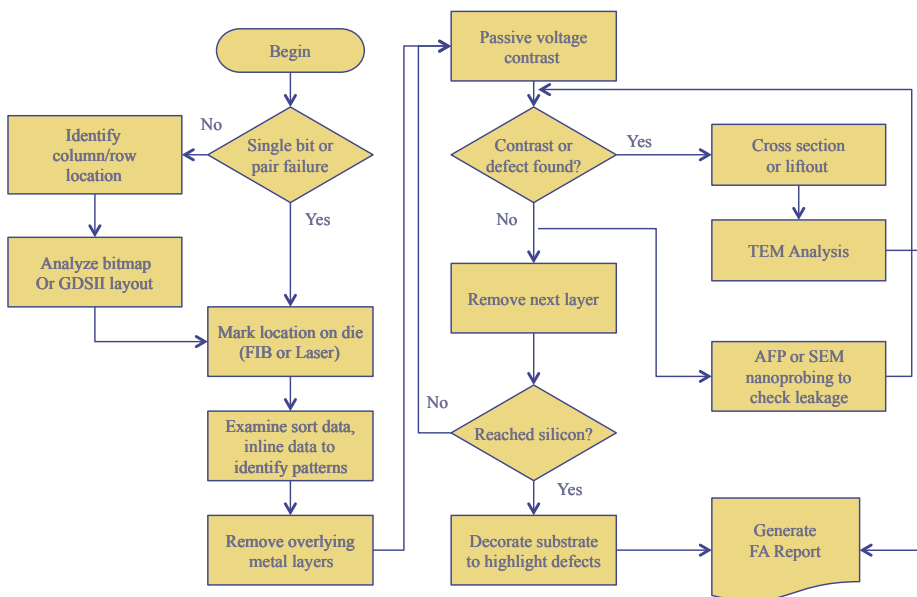 Begin
Single bit or
pair failure
No
Yes
Identify
column/row
location
Analyze bitmap
Or GDSII layout
Mark location on die
(FIB or Laser)
Examine sort data,
inline data to
identify patterns
Remove overlying
metal layers
Passive voltage
contrast
Contrast or
defect found?
Yes
No
Cross section
or liftout
TEM Analysis
Remove next layer
AFP or SEM
nanoprobing to
check leakage
No
Reached silicon?
Yes
Decorate substrate
to highlight defects
Generate
FA Report